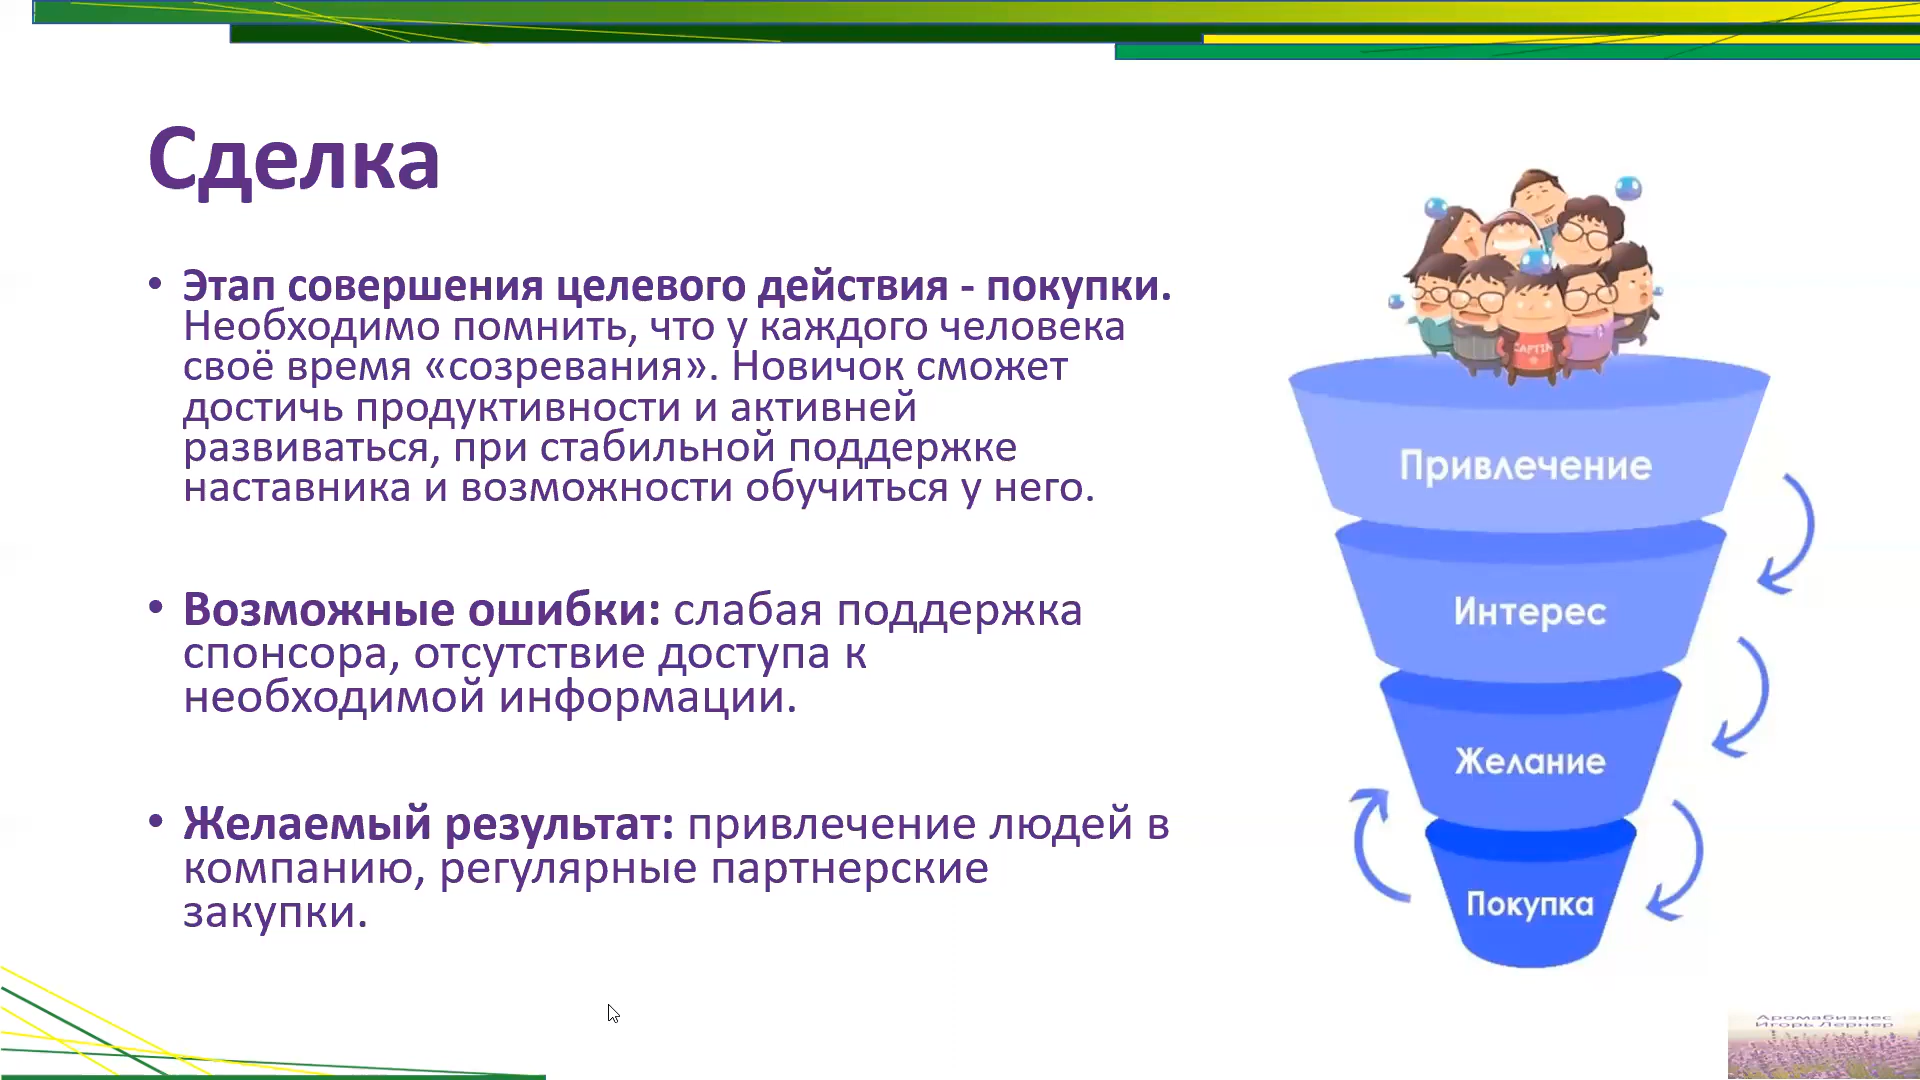 Сделка
• Этап совершения целевого действия - покупки.
Необходимо помнить, что у каждого человека
своё время «созревания». Новичок сможет
достичь продуктивности и активней
развиваться, при стабильной поддержке
наставника и возможности обучиться у него.
• Возможные ошибки: слабая поддержка
спонсора, отсутствие доступа к
необходимой информации.
• Желаемый результат: привлечение людей в
компанию, регулярные партнерские
закупки.
CAPTIN
Привлечение
Интерес
Желание
Покупка
Аромабизнес
Игорь Лернер